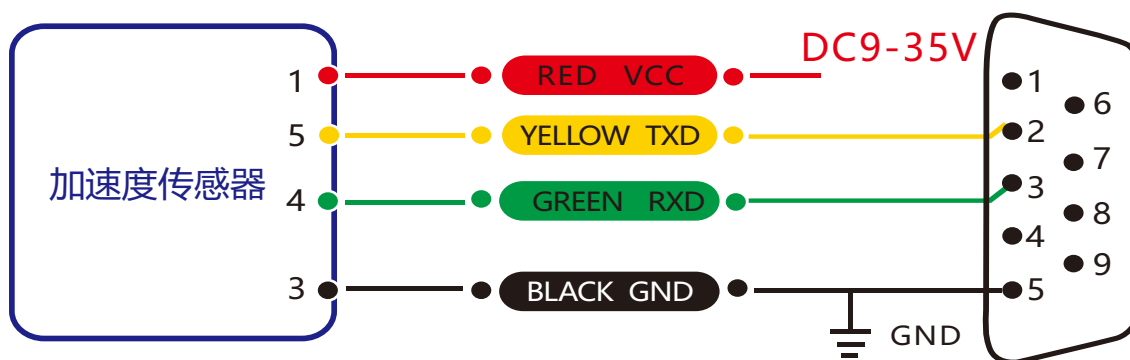 DC9-35V
1 RED VCC 1
6
5 YELLOW TXD 2
加速度传感器
7
4 GREEN RXD 3
8
4
9
3 BLACK GND 5
GND